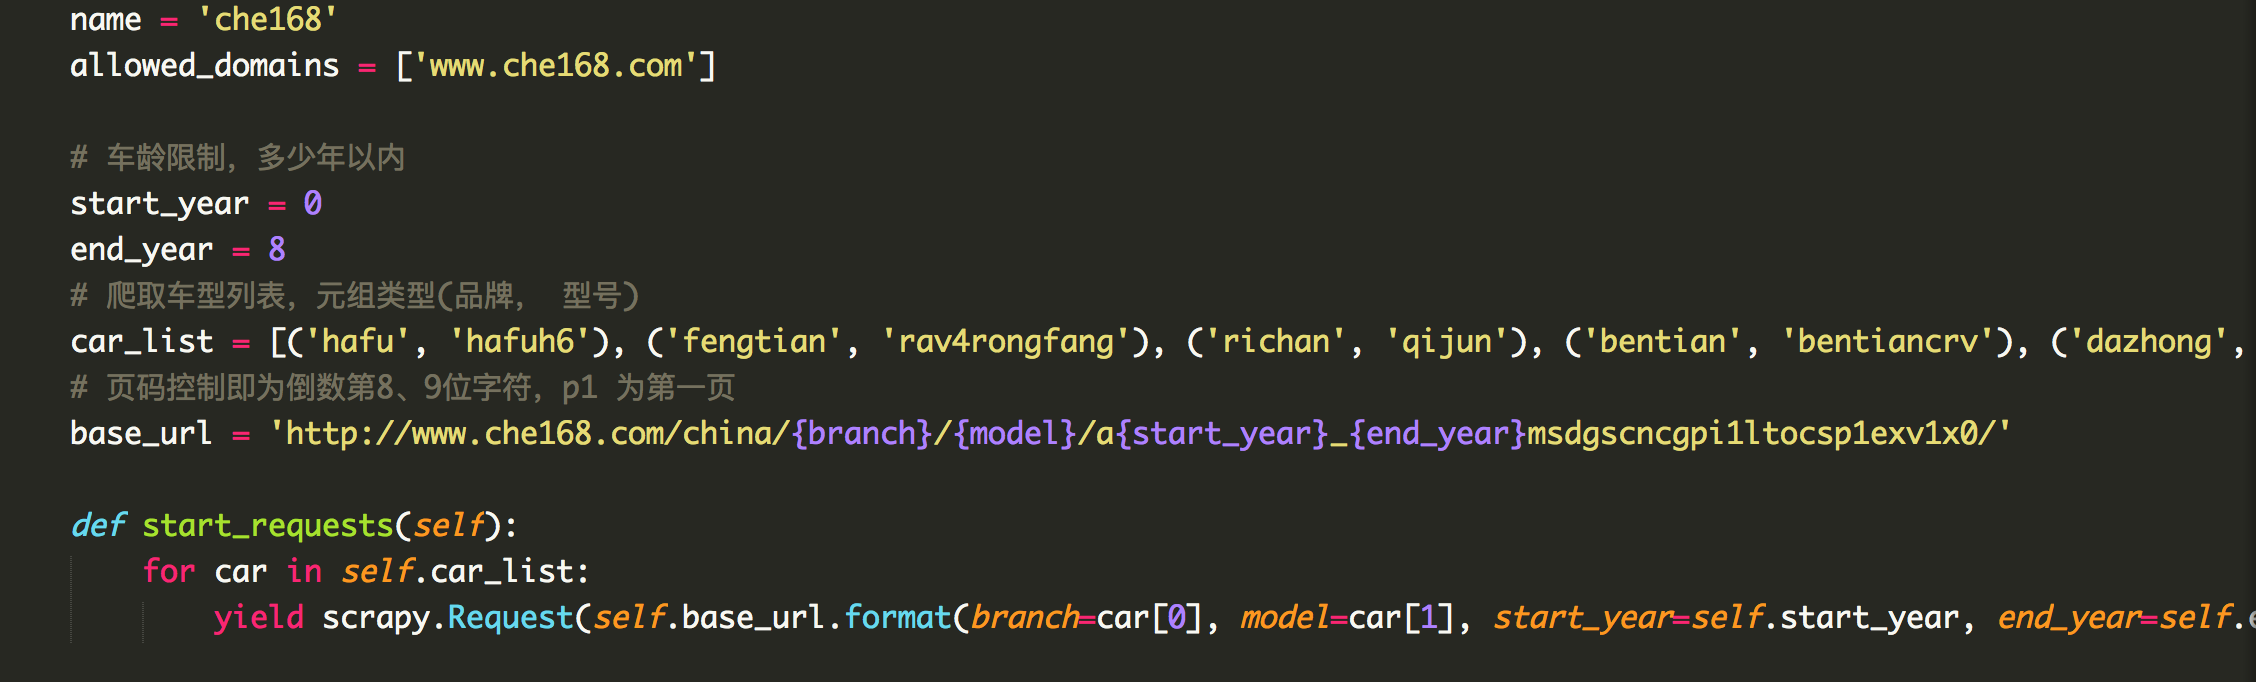 name = 'che168'
allowed_domains = ['www.che168.com']
# 车龄限制，多少年以内
start_year = 0
end_year = 8
# 爬取车型列表，元组类型(品牌， 型号)
car_list = [('hafu', 'hafuh6'), ('fengtian', 'rav4rongfang'), ('richan', 'qijun'), ('bentian', 'bentiancrv'), ('dazhong',
# 页码控制即为倒数第8、9位字符，p1 为第一页
base_url = 'http://www.che168.com/china/{branch}/{model}/a{start_year}_{end_year}msdgscncgpi1ltocsp1exv1x0/'
def start_requests(self):
for car in self.car_list:
yield scrapy.Request(self.base_url.format(branch=car[0], model=car[1], start_year=self.start_year, end_year=self.